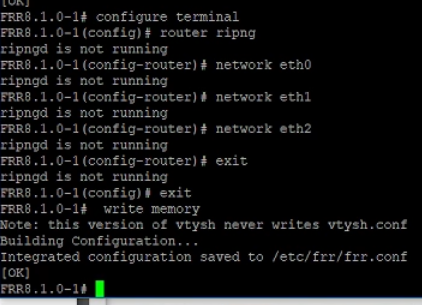 [OK]
FRR8.1.0-1# configure terminal
FRR8.1.0-1(config)# router ripng
ripngd is not running
FRR8.1.0-1(config-router)# network eth0
ripngd is not running
FRR8.1.0-1(config-router)# network eth1
ripngd is not running
FRR8.1.0-1(config-router)# network eth2
ripngd is not running
FRR8.1.0-1(config-router)# exit
ripngd is not running
FRR8.1.0-1(config)# exit
FRR8.1.0-1#  write memory
Note: this version of vtysh never writes vtysh.conf
Building Configuration...
Integrated configuration saved to /etc/frr/frr.conf
[OK]
FRR8.1.0-1#